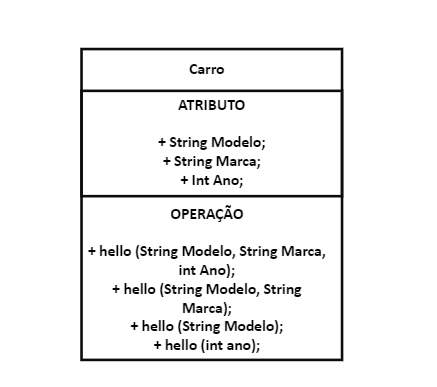 Carro
ATRIBUTO
+ String Modelo;
+ String Marca;
+ Int Ano;
OPERAÇÃO
+ hello (String Modelo, String Marca,
int Ano);
+ hello (String Modelo, String
Marca);
+ hello (String Modelo);
+ hello (int ano);